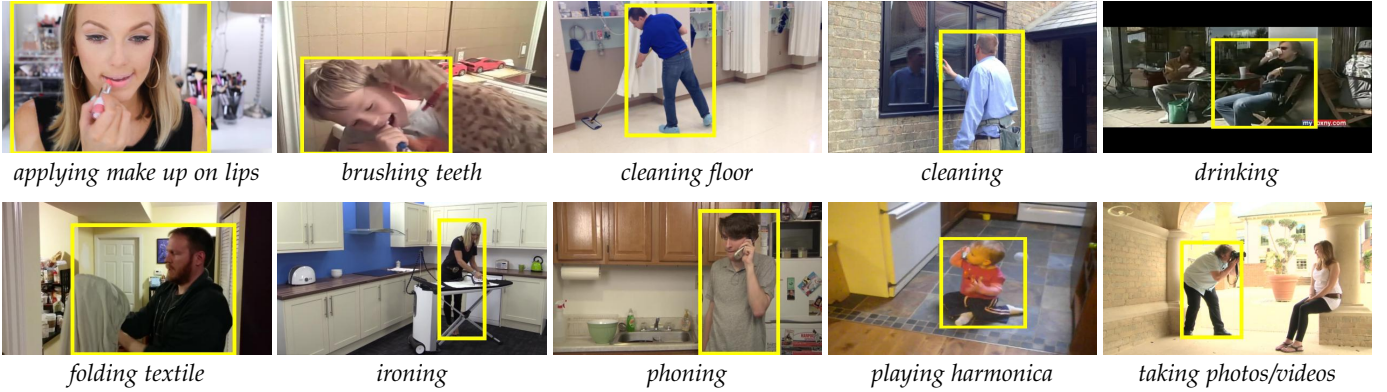 applying make up on lips
brushing teeth
cleaning floor
cleaning
drinking
folding textile
ironing
phoning
playing harmonica
taking photos/videos